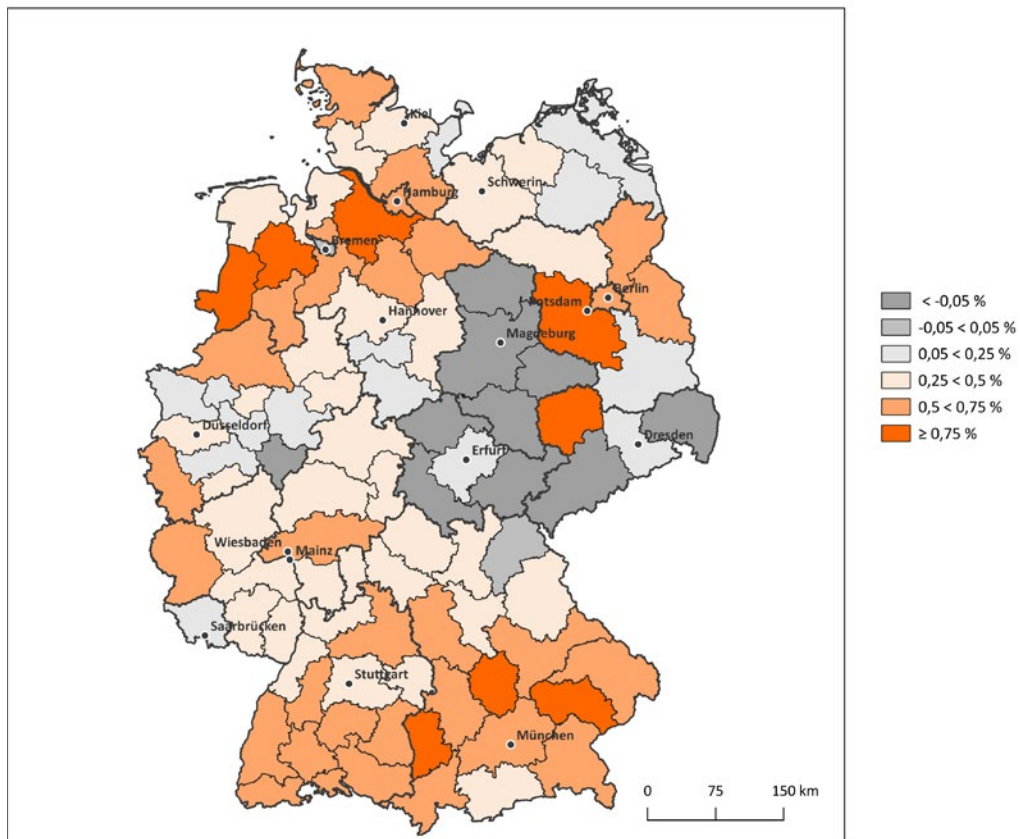 Kiel
Schwerin
Hamburg
Bremen
Berlin
Potsdam
Hannover
Magdeburg
Düsseldorf
Dresden
Erfurt
Wiesbaden
Mainz
Saarbrücken
Stuttgart
München
< -0,05 %
-0,05 < 0,05 %
0,05 < 0,25 %
0,25 < 0,5 %
0,5 < 0,75 %
≥ 0,75 %
0 75 150 km